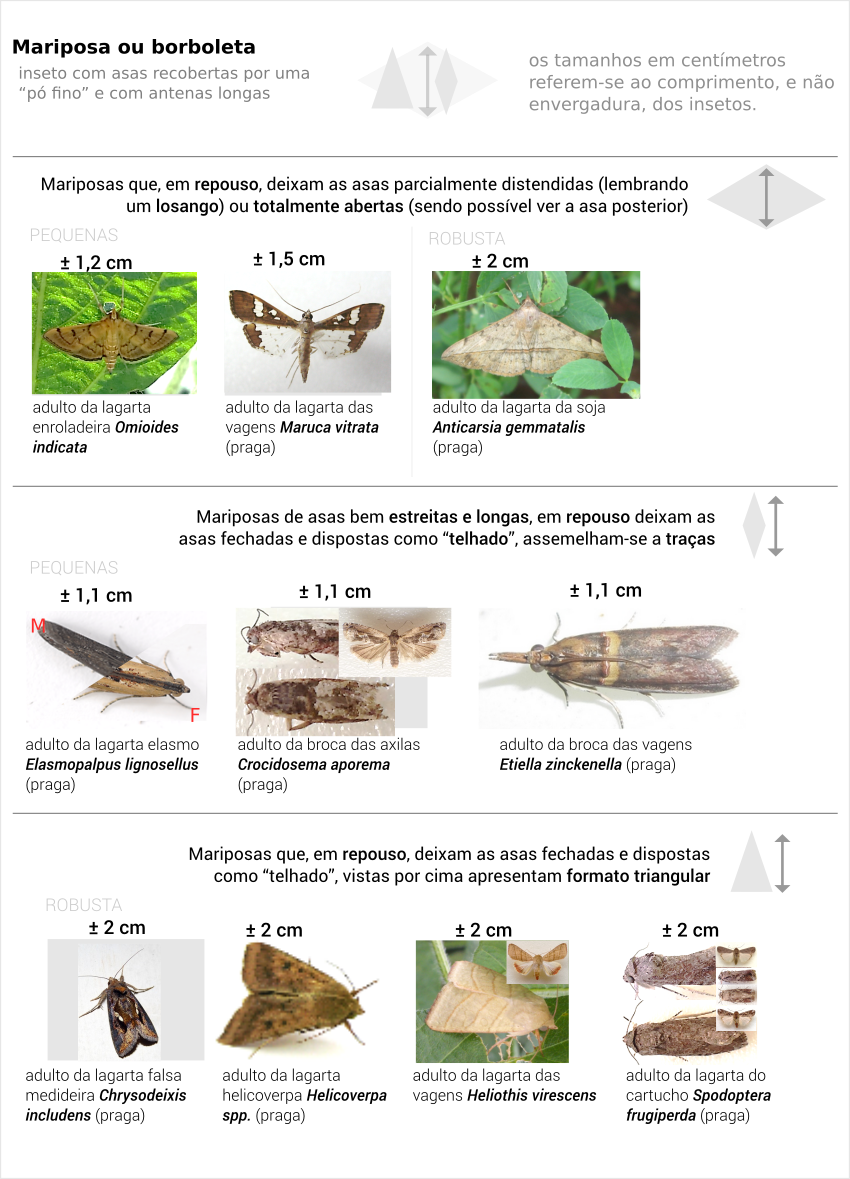 Mariposa ou borboleta
inseto com asas recobertas por uma
“pó fino” e com antenas longas
os tamanhos em centímetros
referem-se ao comprimento, e não
envergadura, dos insetos.
Mariposas que, em repouso, deixam as asas parcialmente distendidas (lembrando
um losango) ou totalmente abertas (sendo possível ver a asa posterior)
PEQUENAS
± 1,2 cm
± 1,5 cm
ROBUSTA
± 2 cm
adulto da lagarta
enroladeira Omioides
indicata
adulto da lagarta das
vagens Maruca vitrata
(praga)
adulto da lagarta da soja
Anticarsia gemmatalis
(praga)
Mariposas de asas bem estreitas e longas, em repouso deixam as
asas fechadas e dispostas como “telhado”, assemelham-se a traças
PEQUENAS
± 1,1 cm
± 1,1 cm
± 1,1 cm
M
F
adulto da lagarta elasmo
Elasmopalpus lignosellus
(praga)
adulto da broca das axilas
Crocidosema aporema
(praga)
adulto da broca das vagens
Etiella zinckenella (praga)
Mariposas que, em repouso, deixam as asas fechadas e dispostas
como “telhado”, vistas por cima apresentam formato triangular
ROBUSTA
± 2 cm
± 2 cm
± 2 cm
± 2 cm
adulto da lagarta falsa
medideira Chrysodeixis
includens (praga)
adulto da lagarta
helicoverpa Helicoverpa
spp. (praga)
adulto da lagarta das
vagens Heliothis virescens
adulto da lagarta do
cartucho Spodoptera
frugiperda (praga)